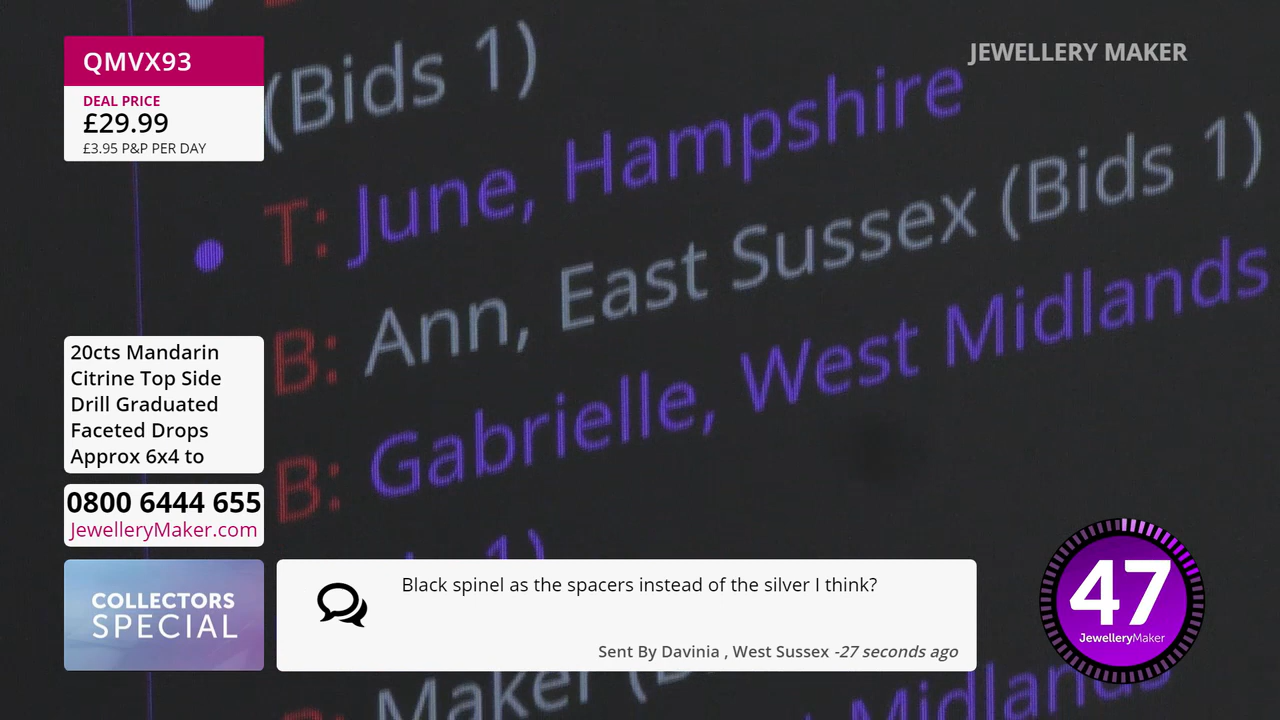 QMVX93
DEAL PRICE
£29.99
£3.95 P&P PER DAY
JEWELLERY MAKER
(Bids 1)
T: June, Hampshire
B: Ann, East Sussex (Bids 1)
B: Gabrielle, West Midlands
1)
Maker (
Midlands
20cts Mandarin
Citrine Top Side
Drill Graduated
Faceted Drops
Approx 6x4 to
0800 6444 655
JewelleryMaker.com
COLLECTORS
SPECIAL
Black spinel as the spacers instead of the silver I think?
Sent By Davinia , West Sussex -27 seconds ago
47
JewelleryMaker